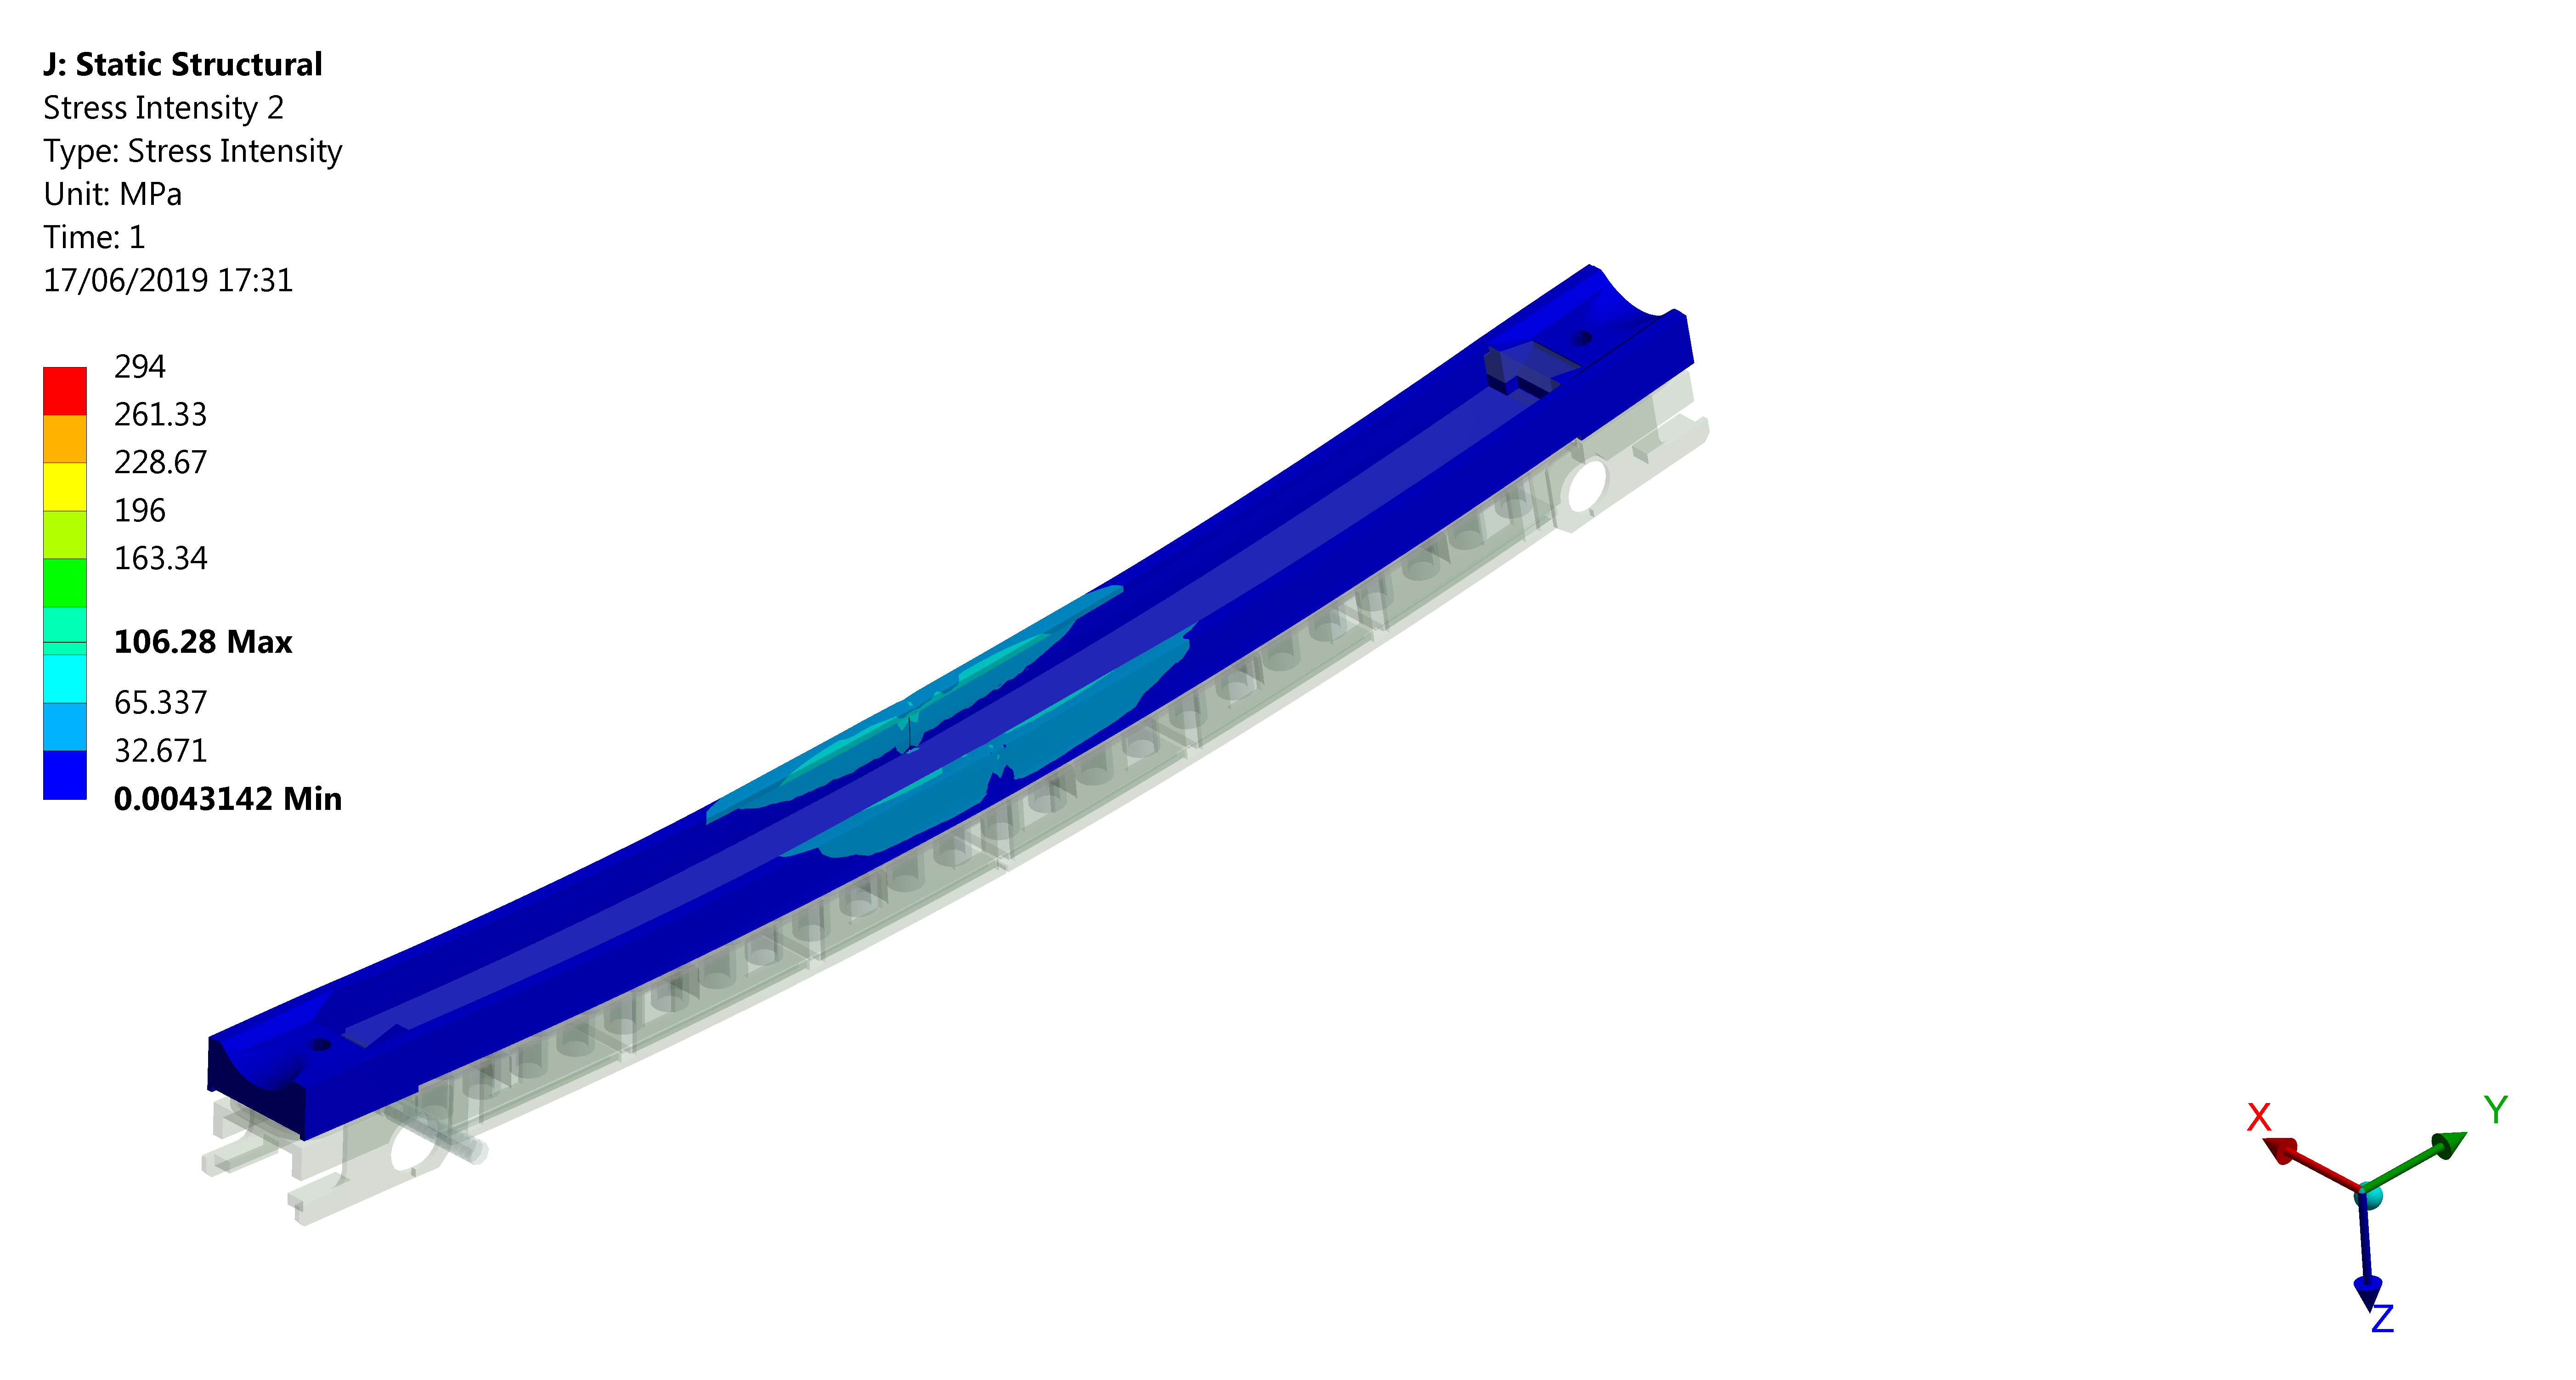 J: Static Structural
Stress Intensity 2
Type: Stress Intensity
Unit: MPa
Time: 1
17/06/2019 17:31
294
261.33
228.67
196
163.34
106.28 Max
65.337
32.671
0.0043142 Min
X
Y
Z